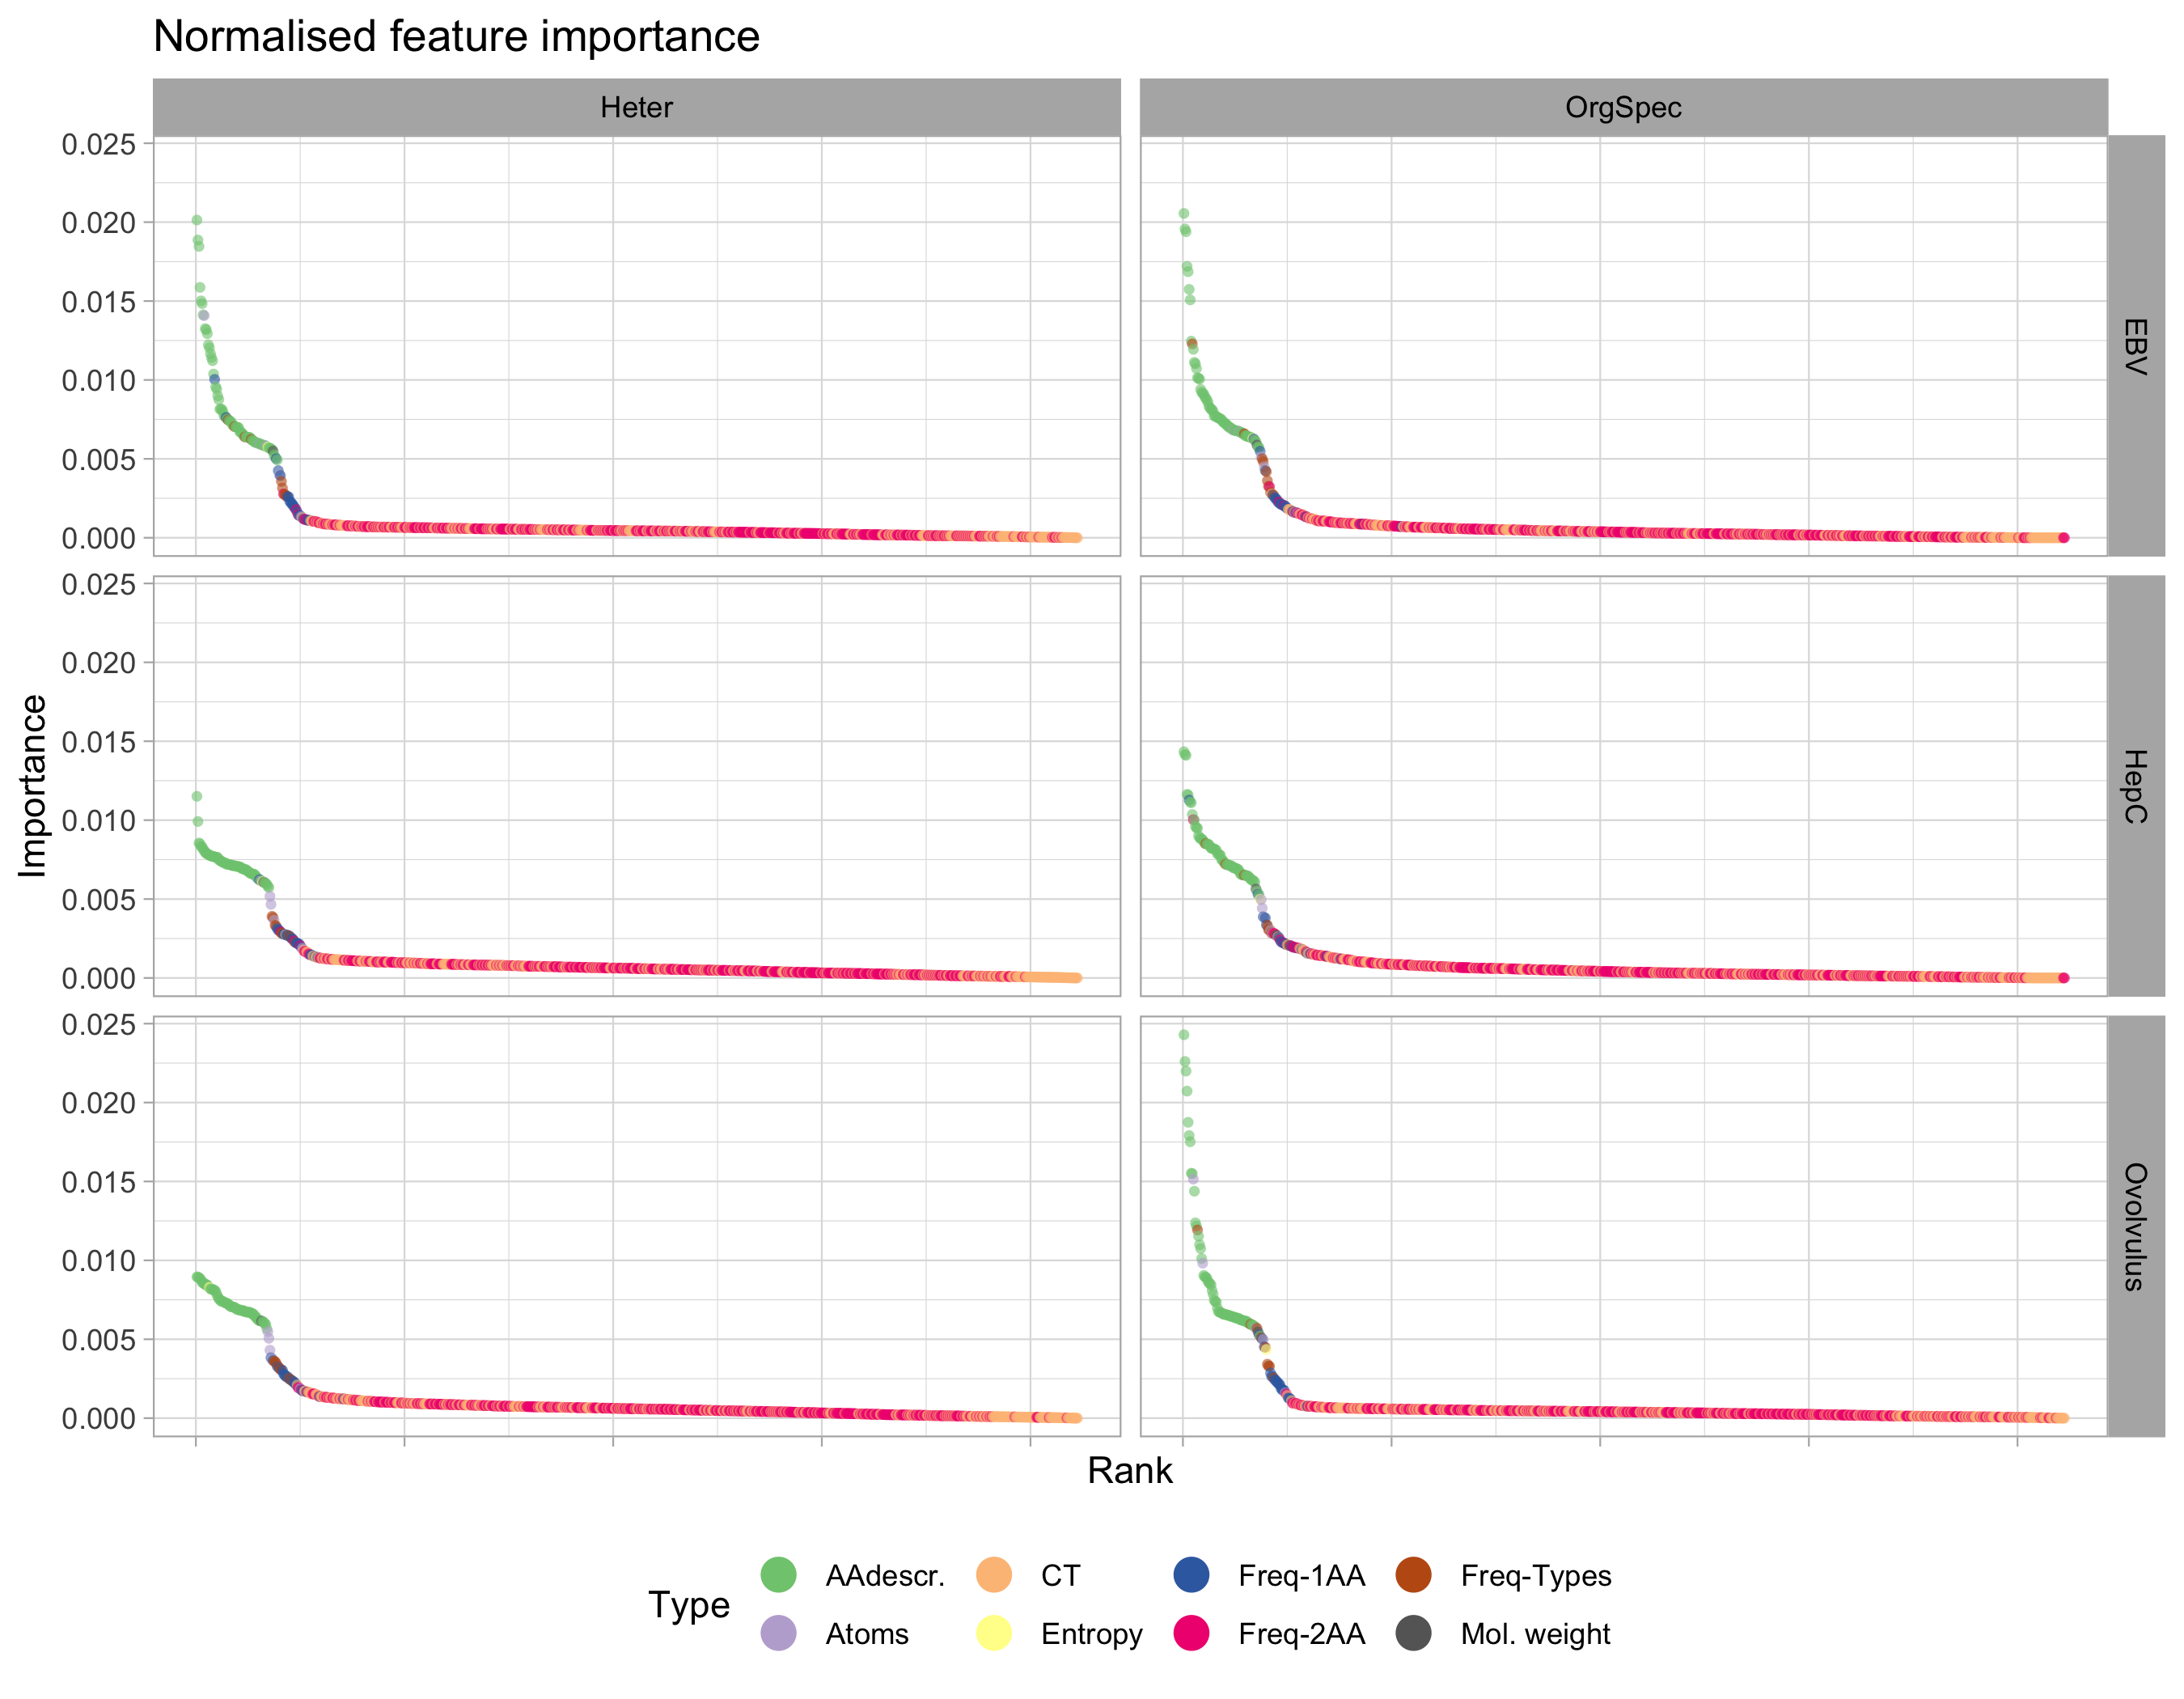 Normalised feature importance
Heter
OrgSpec
0.025
0.020
0.015
0.010
0.005
0.000
EBV
0.025
0.020
0.015
0.010
0.005
0.000
HepC
Importance
0.025
0.020
0.015
0.010
0.005
0.000
Ovolvulus
Rank
Type
AAdescr.
CT
Freq-1AA
Freq-Types
Atoms
Entropy
Freq-2AA
Mol. weight